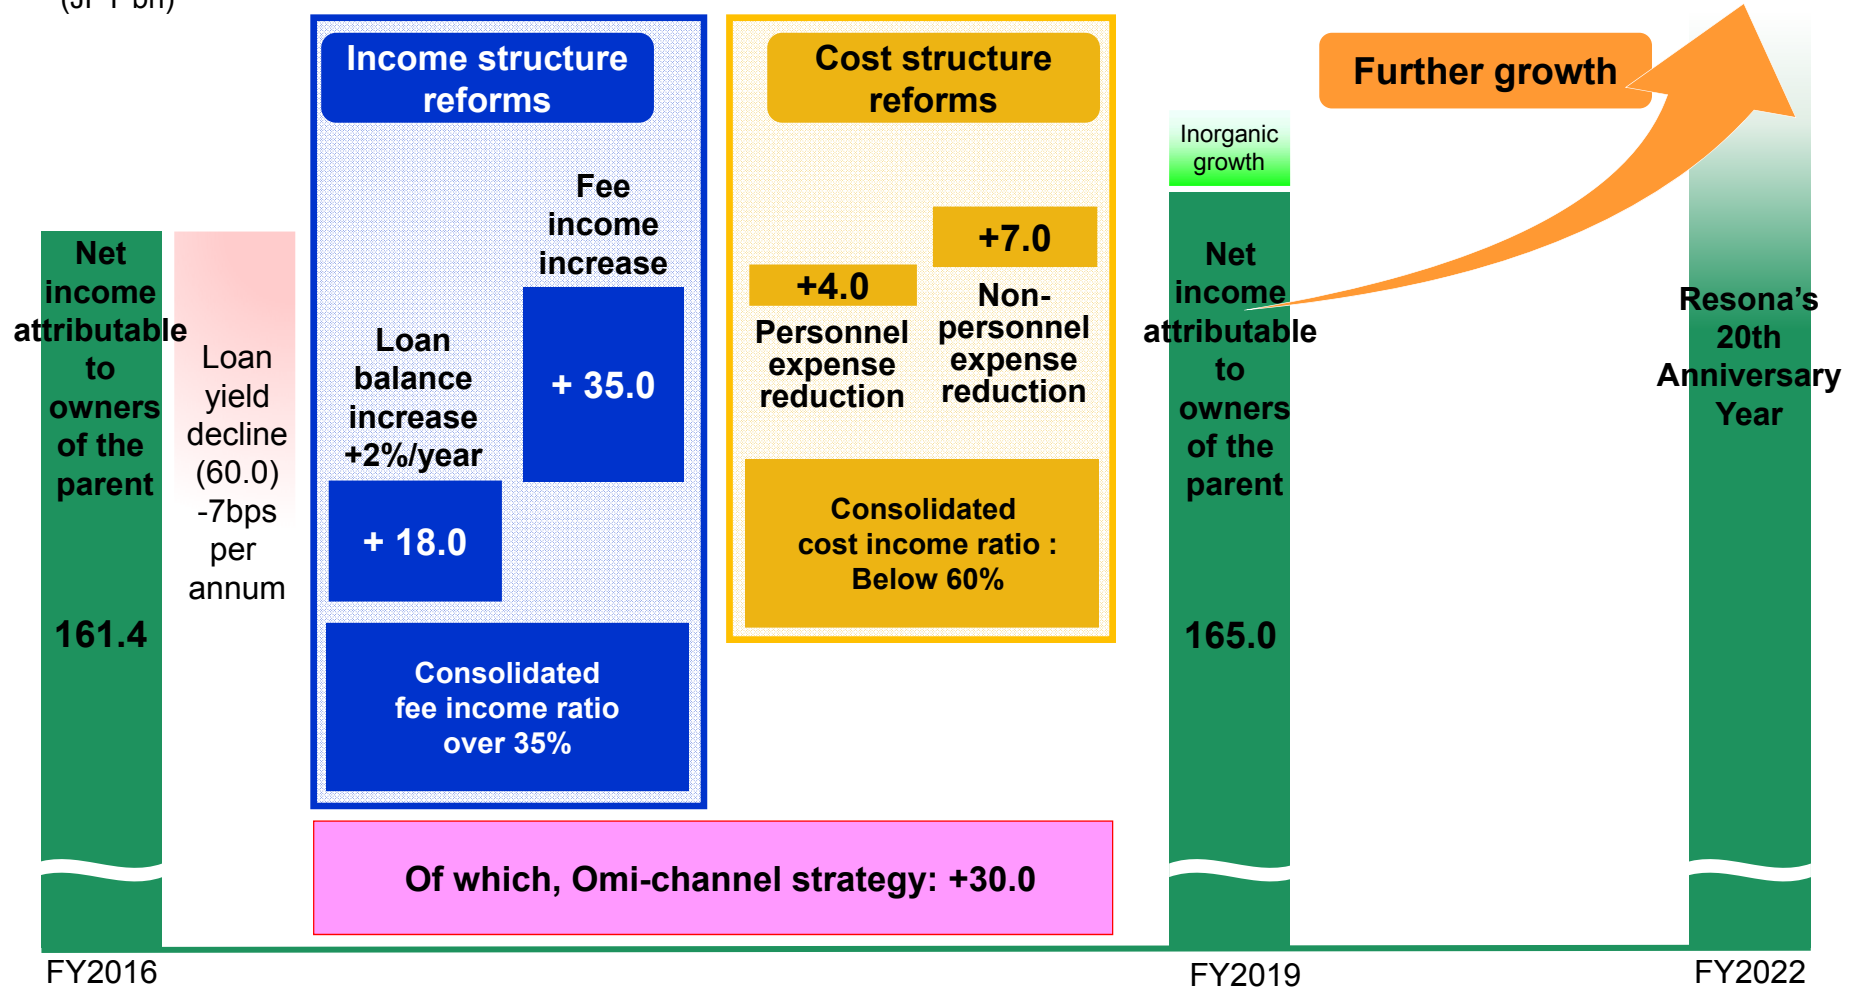 (JPY bn)
Income structure
reforms
Cost structure
reforms
Further growth
Inorganic
growth
Net
income
attributable
to
owners
of the
parent
161.4
Loan
yield
decline
(60.0)
-7bps
per
annum
Loan
balance
increase
+2%/year
+ 18.0
Fee
income
increase
+ 35.0
Consolidated
fee income ratio
over 35%
+4.0
Personnel
expense
reduction
+7.0
Non-
personnel
expense
reduction
Consolidated
cost income ratio :
Below 60%
Net
income
attributable
to
owners
of the
parent
165.0
Resona’s
20th
Anniversary
Year
Of which, Omi-channel strategy: +30.0
FY2016
FY2019
FY2022